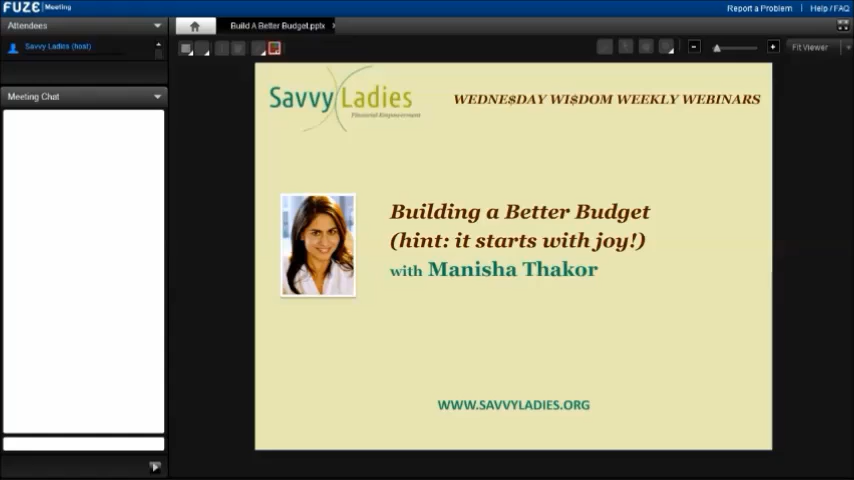 FUZE Meeting
Report a Problem
Help / FAQ
Attendees
Build A Better Budget.pptx
Savvy Ladies (host)
Fit Viewer
Meeting Chat
Savvy Ladies
Financial Empowerment
WEDNE$DAY WI$DOM WEEKLY WEBINARS
Building a Better Budget
(hint: it starts with joy!)
with Manisha Thakor
WWW.SAVVYLADIES.ORG